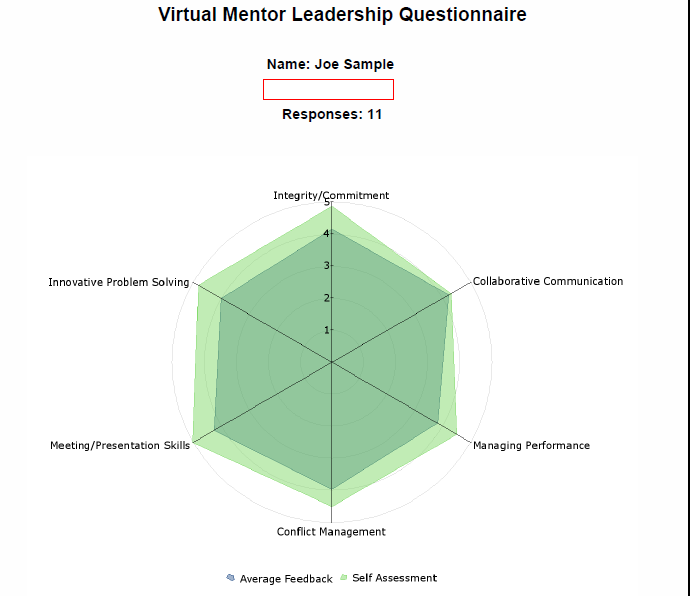 Virtual Mentor Leadership Questionnaire
Name: Joe Sample
Responses: 11
Integrity/Commitment
5
4
3
2
1
Innovative Problem Solving
Collaborative Communication
Meeting/Presentation Skills
Managing Performance
Conflict Management
Average Feedback
Self Assessment